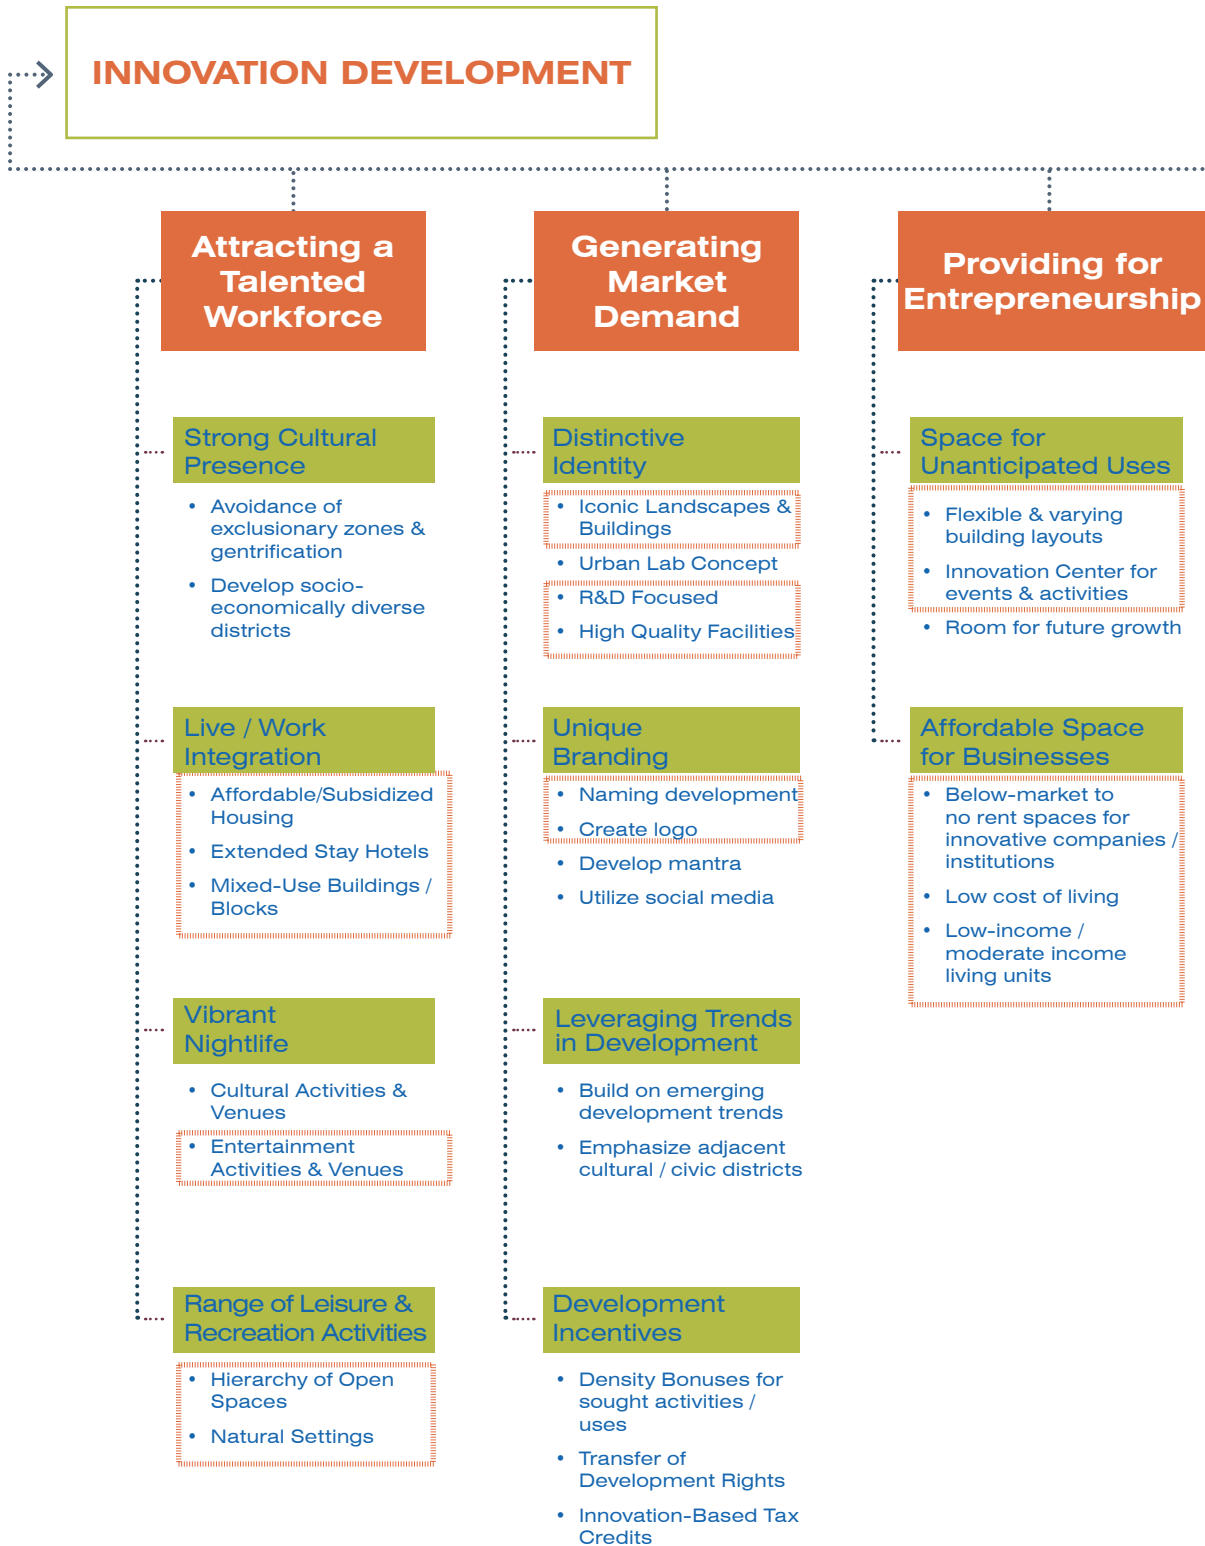 INNOVATION DEVELOPMENT
Attracting a
Talented
Workforce
Strong Cultural
Presence
• Avoidance of
exclusionary zones &
gentrification
• Develop socio-
economically diverse
districts
Live / Work
Integration
• Affordable/Subsidized
Housing
• Extended Stay Hotels
• Mixed-Use Buildings /
Blocks
Vibrant
Nightlife
• Cultural Activities &
Venues
• Entertainment
Activities & Venues
Range of Leisure &
Recreation Activities
• Hierarchy of Open
Spaces
• Natural Settings
Generating
Market
Demand
Distinctive
Identity
• Iconic Landscapes &
Buildings
• Urban Lab Concept
• R&D Focused
• High Quality Facilities
Unique
Branding
• Naming development
• Create logo
• Develop mantra
• Utilize social media
Leveraging Trends
in Development
• Build on emerging
development trends
• Emphasize adjacent
cultural / civic districts
Development
Incentives
• Density Bonuses for
sought activities /
uses
• Transfer of
Development Rights
• Innovation-Based Tax
Credits
Providing for
Entrepreneurship
Space for
Unanticipated Uses
• Flexible & varying
building layouts
• Innovation Center for
events & activities
• Room for future growth
Affordable Space
for Businesses
• Below-market to
no rent spaces for
innovative companies /
institutions
• Low cost of living
• Low-income /
moderate income
living units